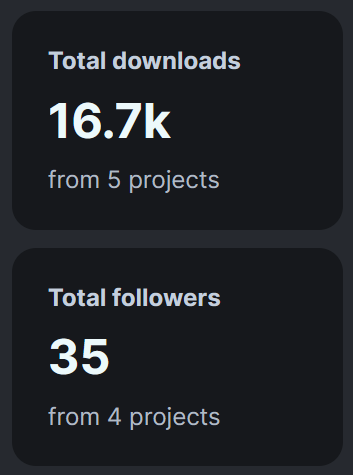 Total downloads
16.7k
from 5 projects
Total followers
35
from 4 projects